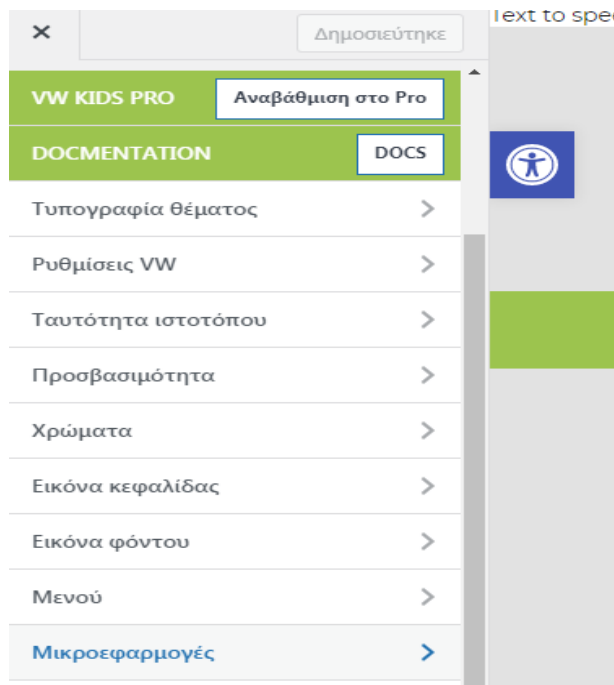 Text to spe
Δημοσιεύτηκε
VW KIDS PRO Αναβάθμιση στο Pro
DOCMENTATION DOCS
Τυπογραφία θέματος
Ρυθμίσεις VW
Ταυτότητα ιστοτόπου
Προσβασιμότητα
Χρώματα
Εικόνα κεφαλίδας
Εικόνα φόντου
Μενού
Μικροεφαρμογές